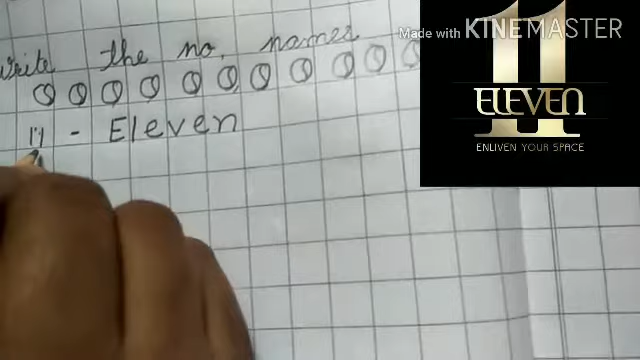 Made with KINEMASTER
write the no. names
11 - Eleven
11
ELEVEN
ENLIVEN YOUR SPACE